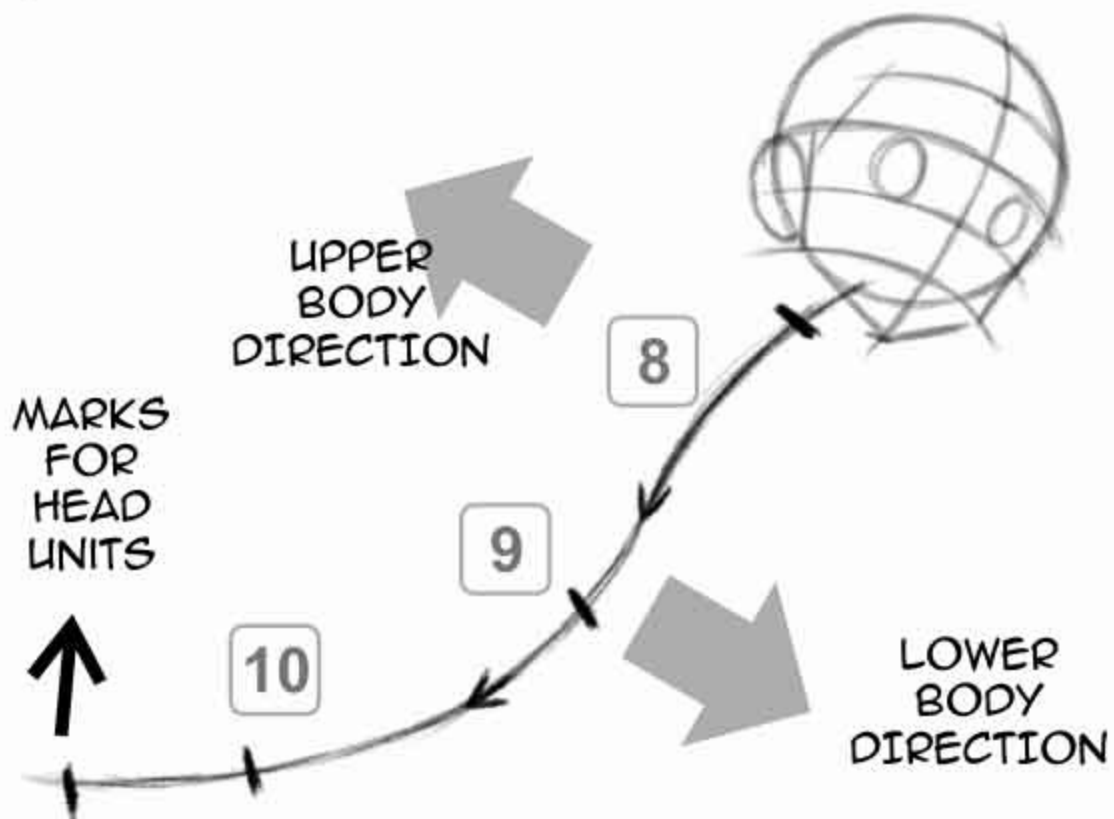 UPPER
BODY
DIRECTION
8
MARKS
FOR
HEAD
UNITS
9
10
LOWER
BODY
DIRECTION